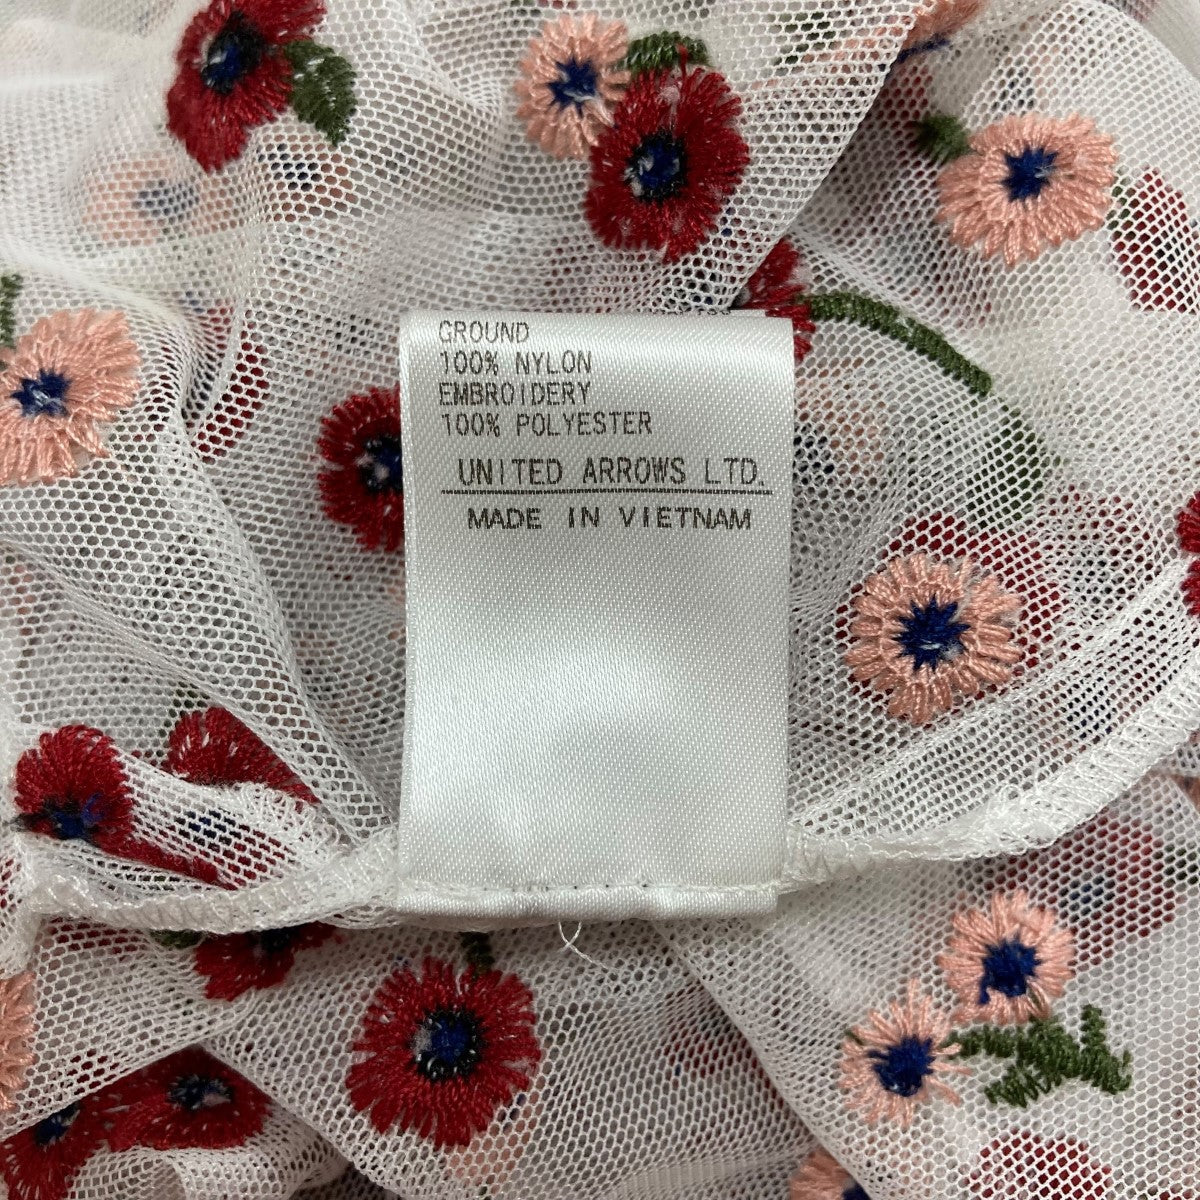 GROUND
100% NYLON
EMBROIDERY
100% POLYESTER
UNITED ARROWS LTD.
MADE IN VIETNAM